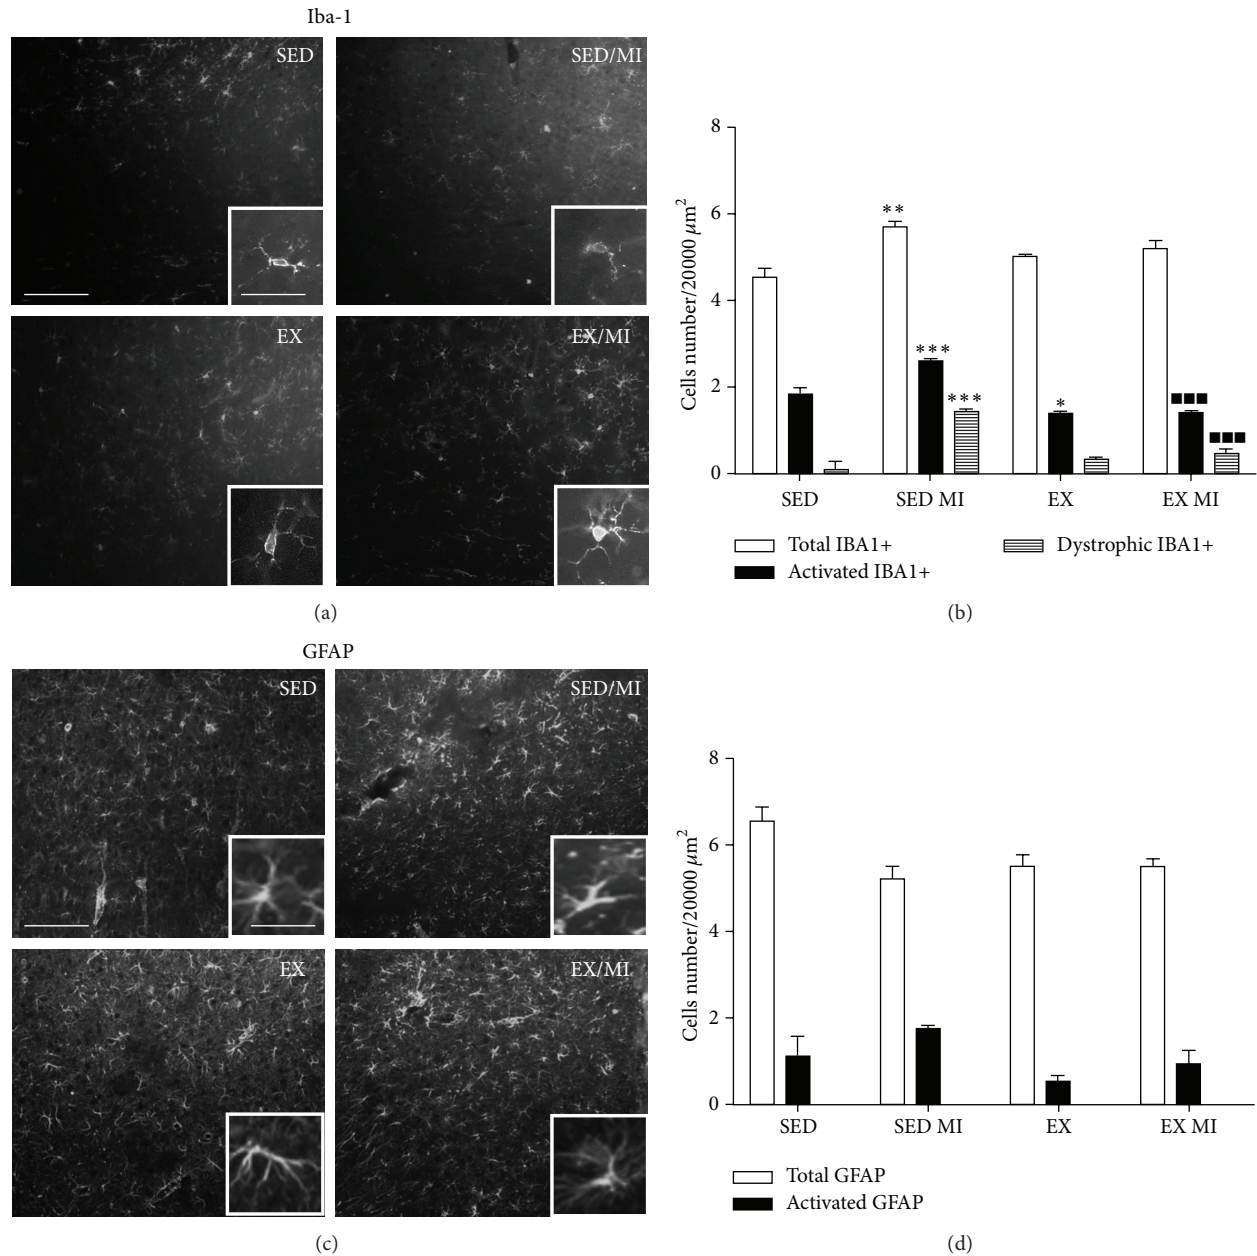 Iba-1
SED
SED/MI
EX
EX/MI
(a)
Cells number/20000 μm²
8
6
4
2
0
**
***
***
*
■■■
■■■
SED
SED MI
EX
EX MI
Total IBA1+
Dystrophic IBA1+
Activated IBA1+
(b)
GFAP
SED
SED/MI
EX
EX/MI
(c)
Cells number/20000 μm²
8
6
4
2
0
SED
SED MI
EX
EX MI
Total GFAP
Activated GFAP
(d)